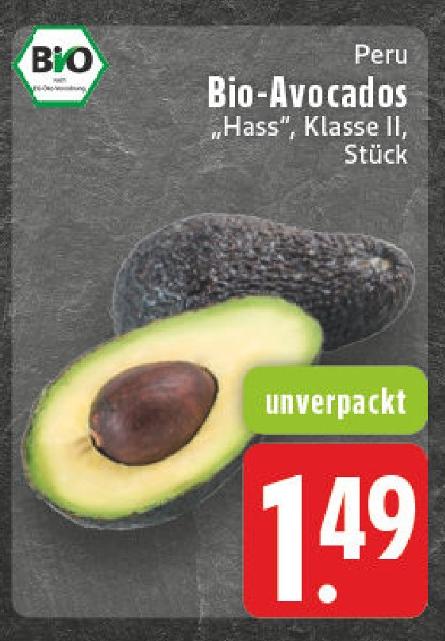 BiO
nach
EG-Öko-Verordnung
Peru
Bio-Avocados
„Hass“, Klasse II,
Stück
unverpackt
1.49